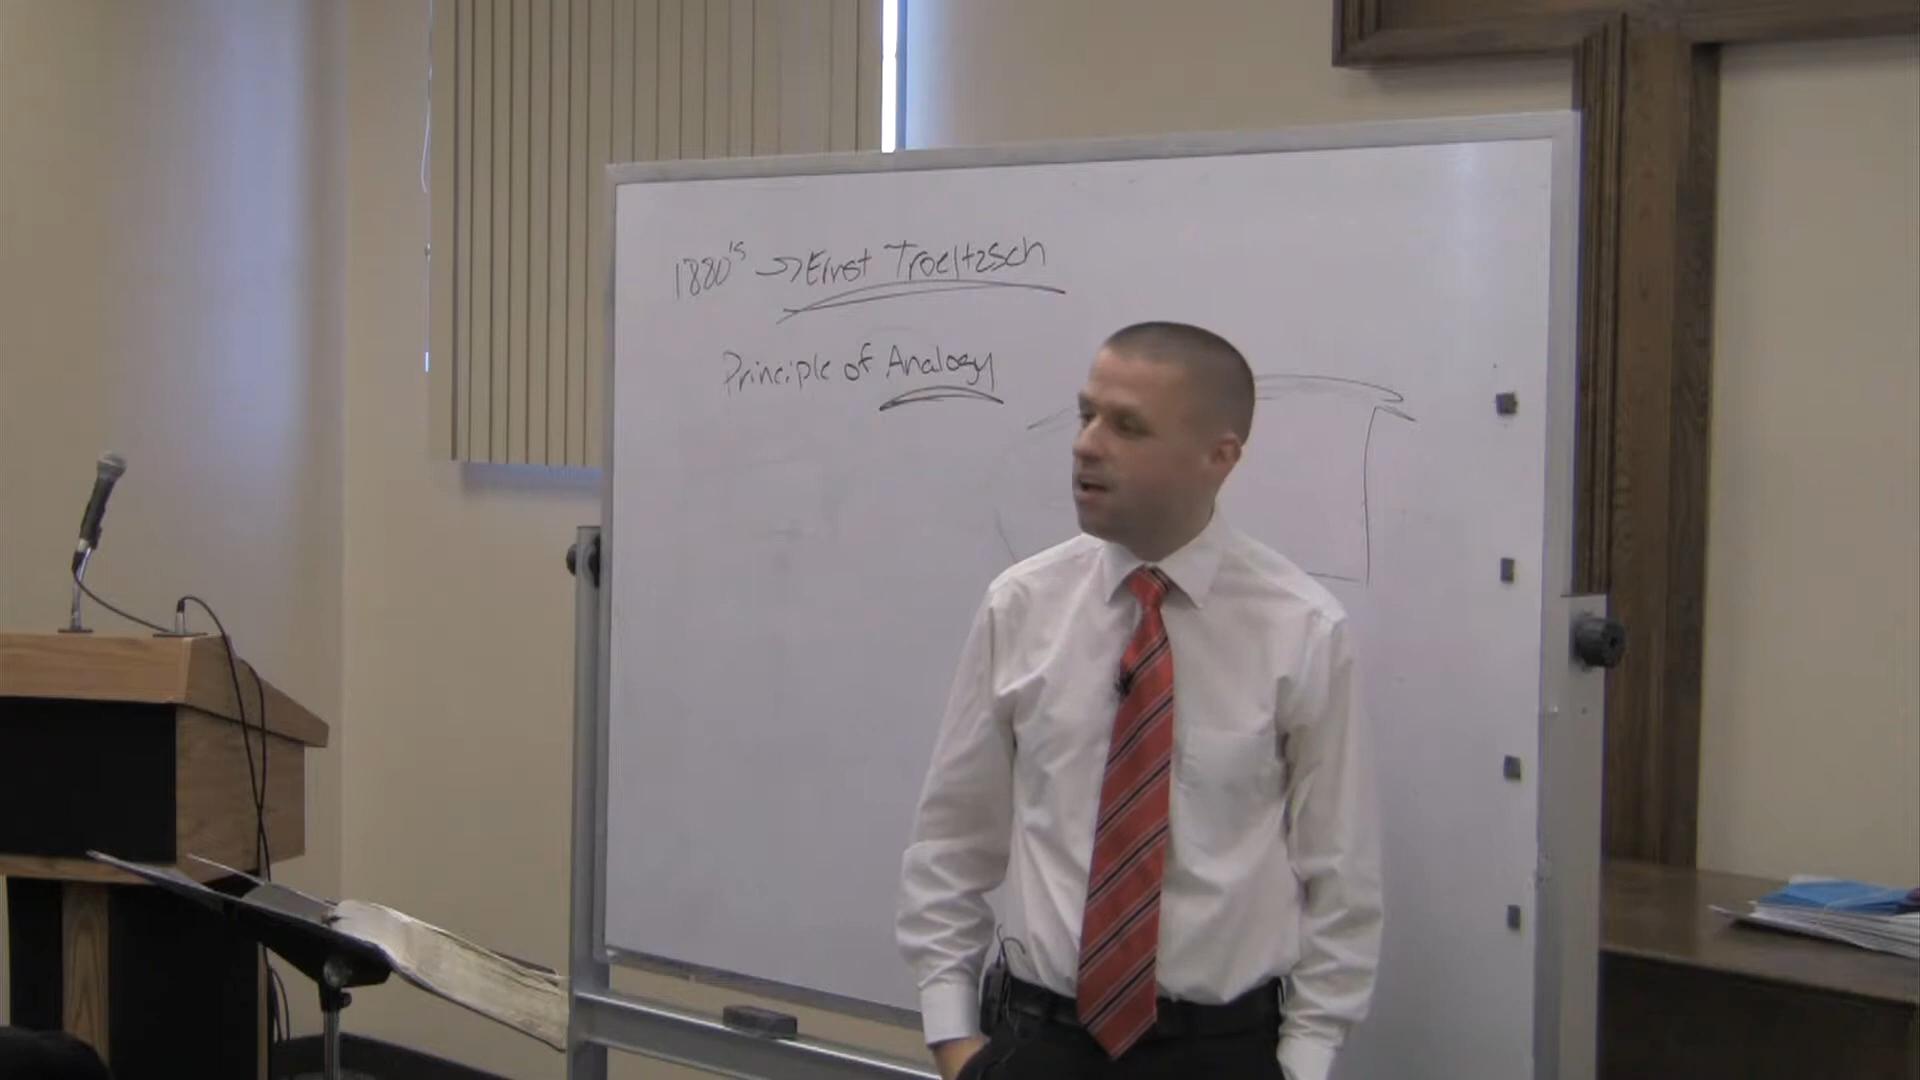 1880's → Ernst Troeltzsch
Principle of Analogy